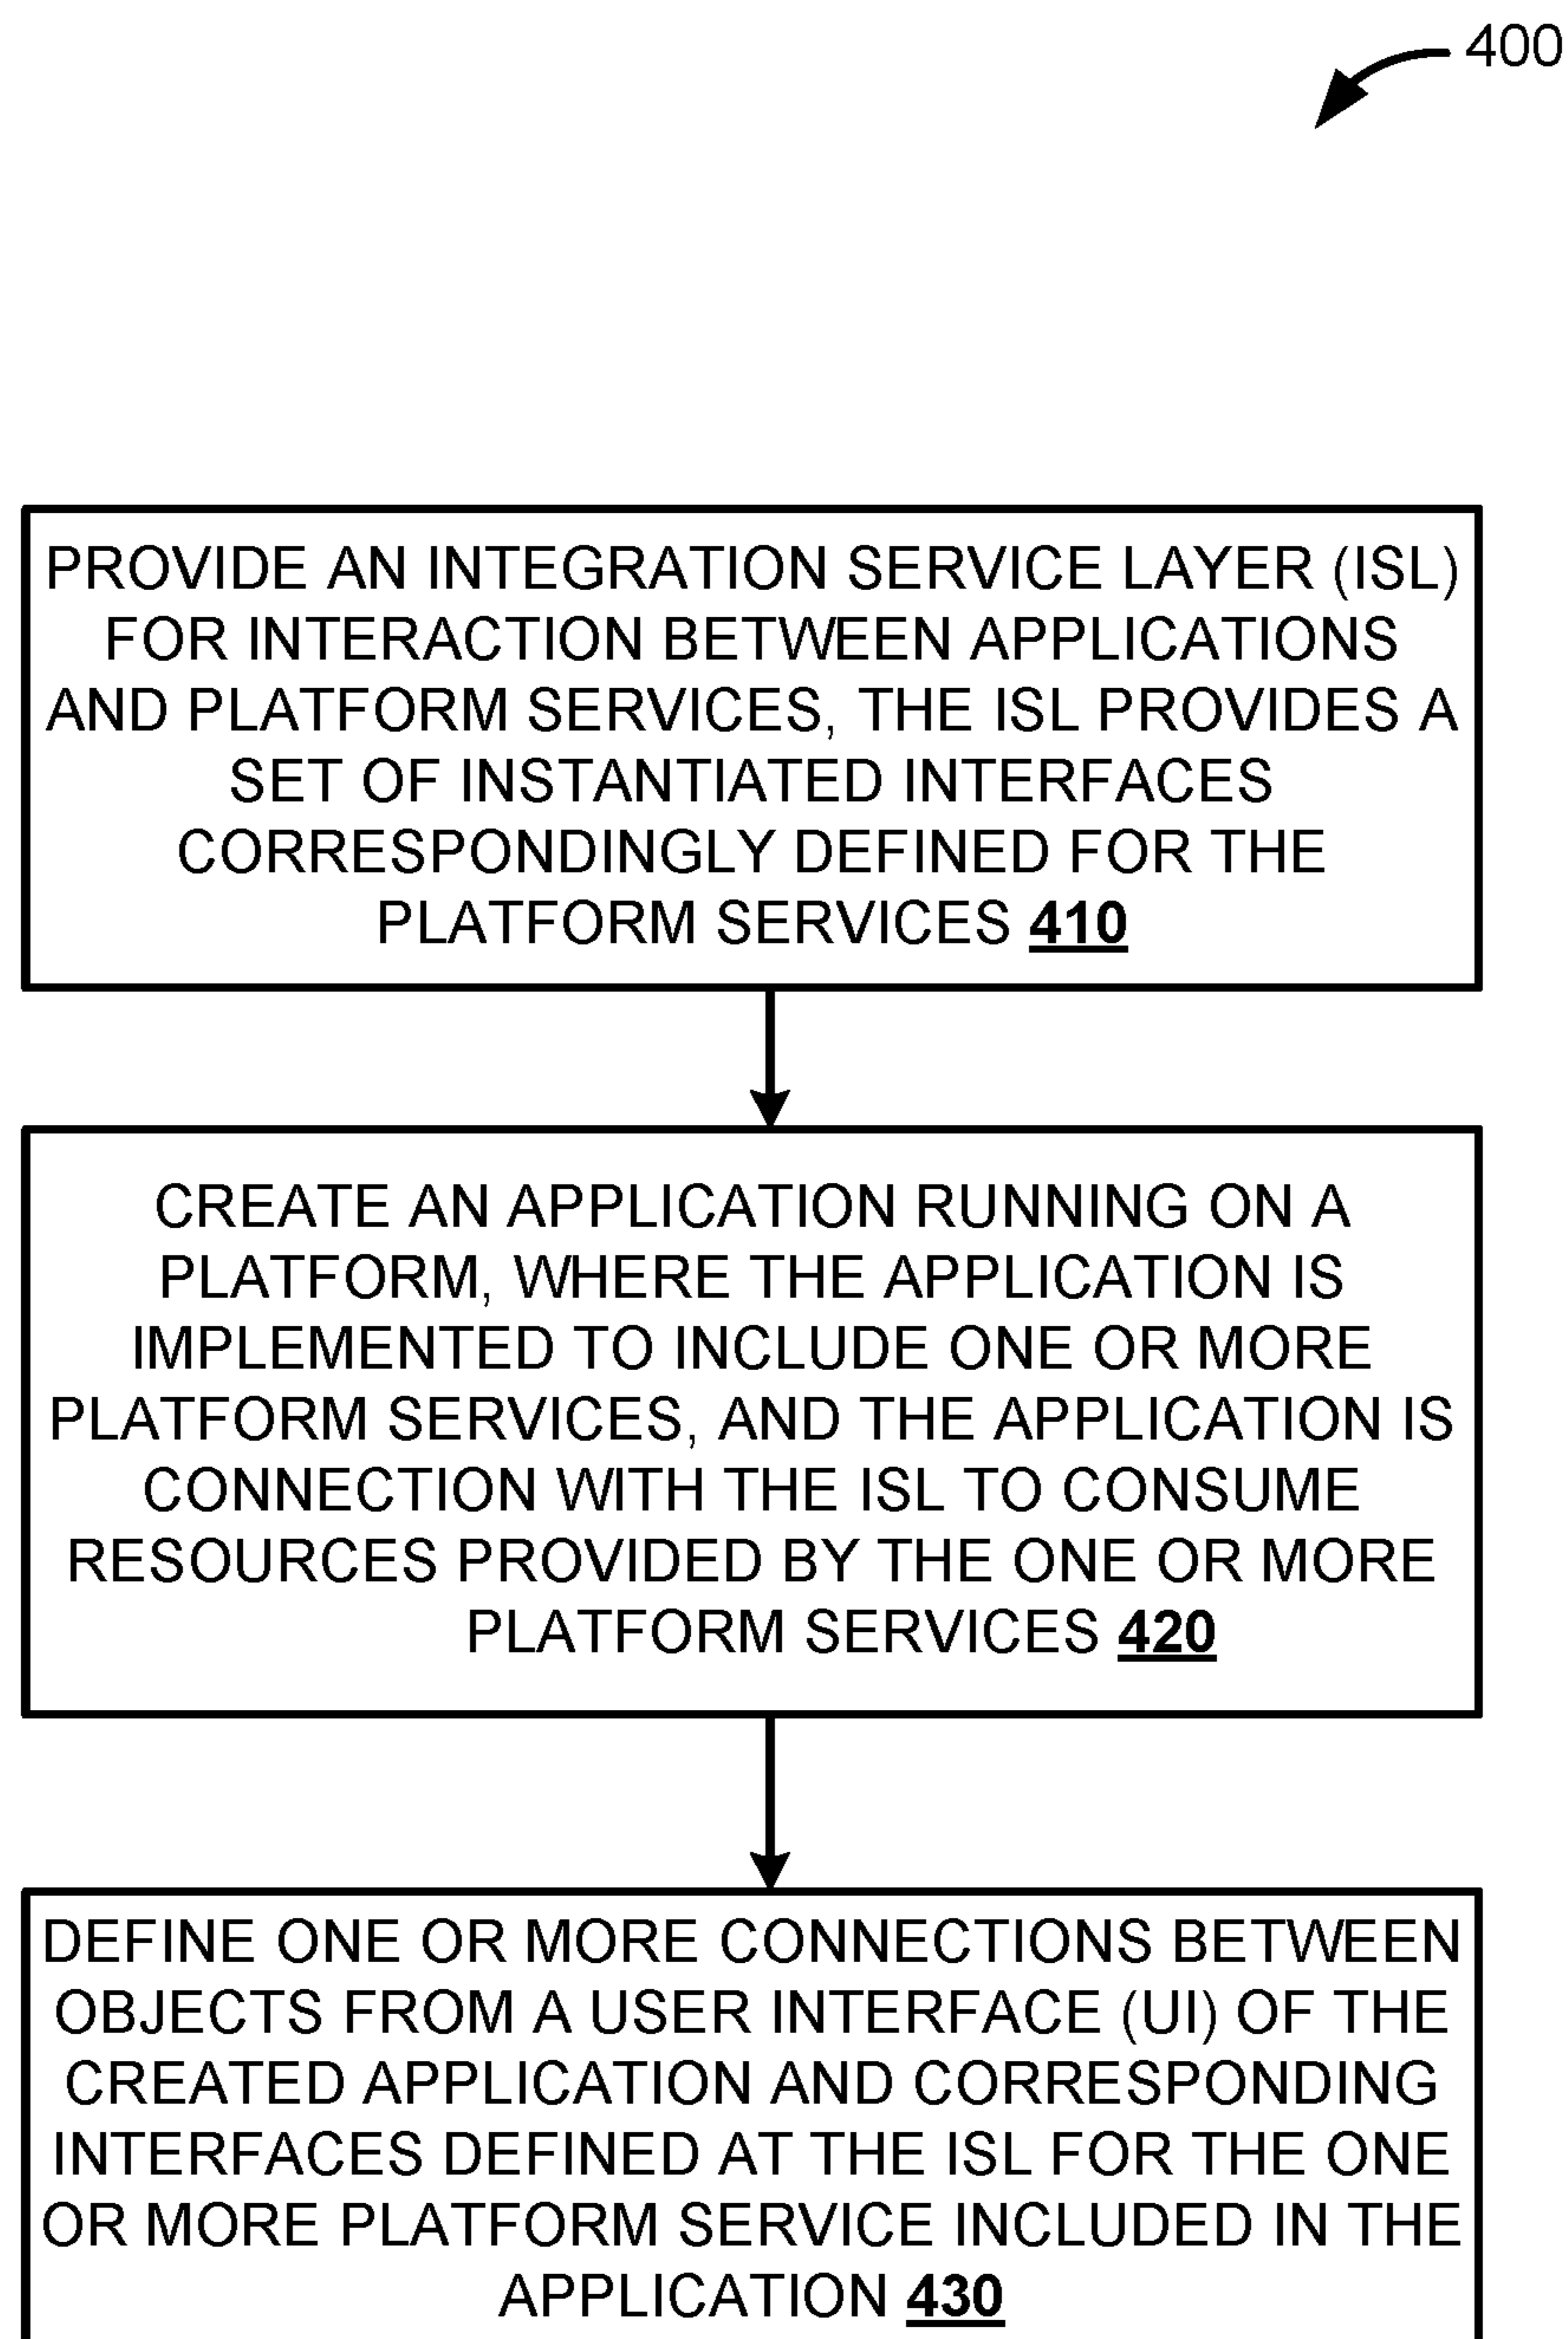 400
PROVIDE AN INTEGRATION SERVICE LAYER (ISL)
FOR INTERACTION BETWEEN APPLICATIONS
AND PLATFORM SERVICES, THE ISL PROVIDES A
SET OF INSTANTIATED INTERFACES
CORRESPONDINGLY DEFINED FOR THE
PLATFORM SERVICES 410
CREATE AN APPLICATION RUNNING ON A
PLATFORM, WHERE THE APPLICATION IS
IMPLEMENTED TO INCLUDE ONE OR MORE
PLATFORM SERVICES, AND THE APPLICATION IS
CONNECTION WITH THE ISL TO CONSUME
RESOURCES PROVIDED BY THE ONE OR MORE
PLATFORM SERVICES 420
DEFINE ONE OR MORE CONNECTIONS BETWEEN
OBJECTS FROM A USER INTERFACE (UI) OF THE
CREATED APPLICATION AND CORRESPONDING
INTERFACES DEFINED AT THE ISL FOR THE ONE
OR MORE PLATFORM SERVICE INCLUDED IN THE
APPLICATION 430